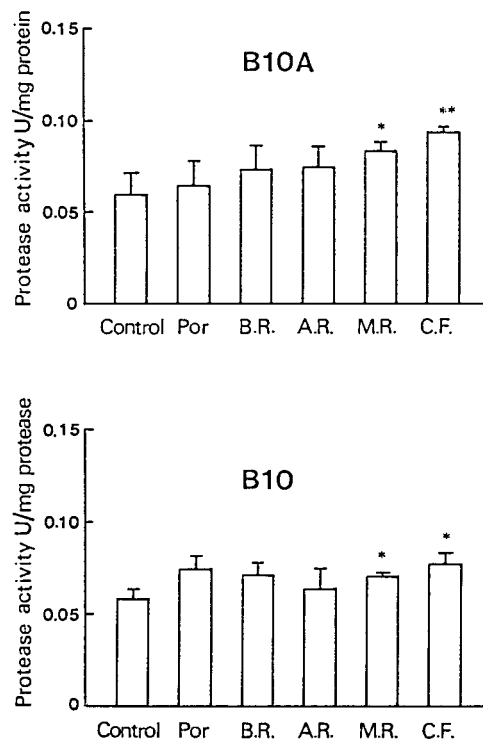 0.15
B10A
**
*
0.10
0.05
0
Protease activity U/mg protein
Control Por B.R. A.R. M.R. C.F.
0.15
B10
0.10
*
*
0.05
0
Protease activity U/mg protease
Control Por B.R. A.R. M.R. C.F.